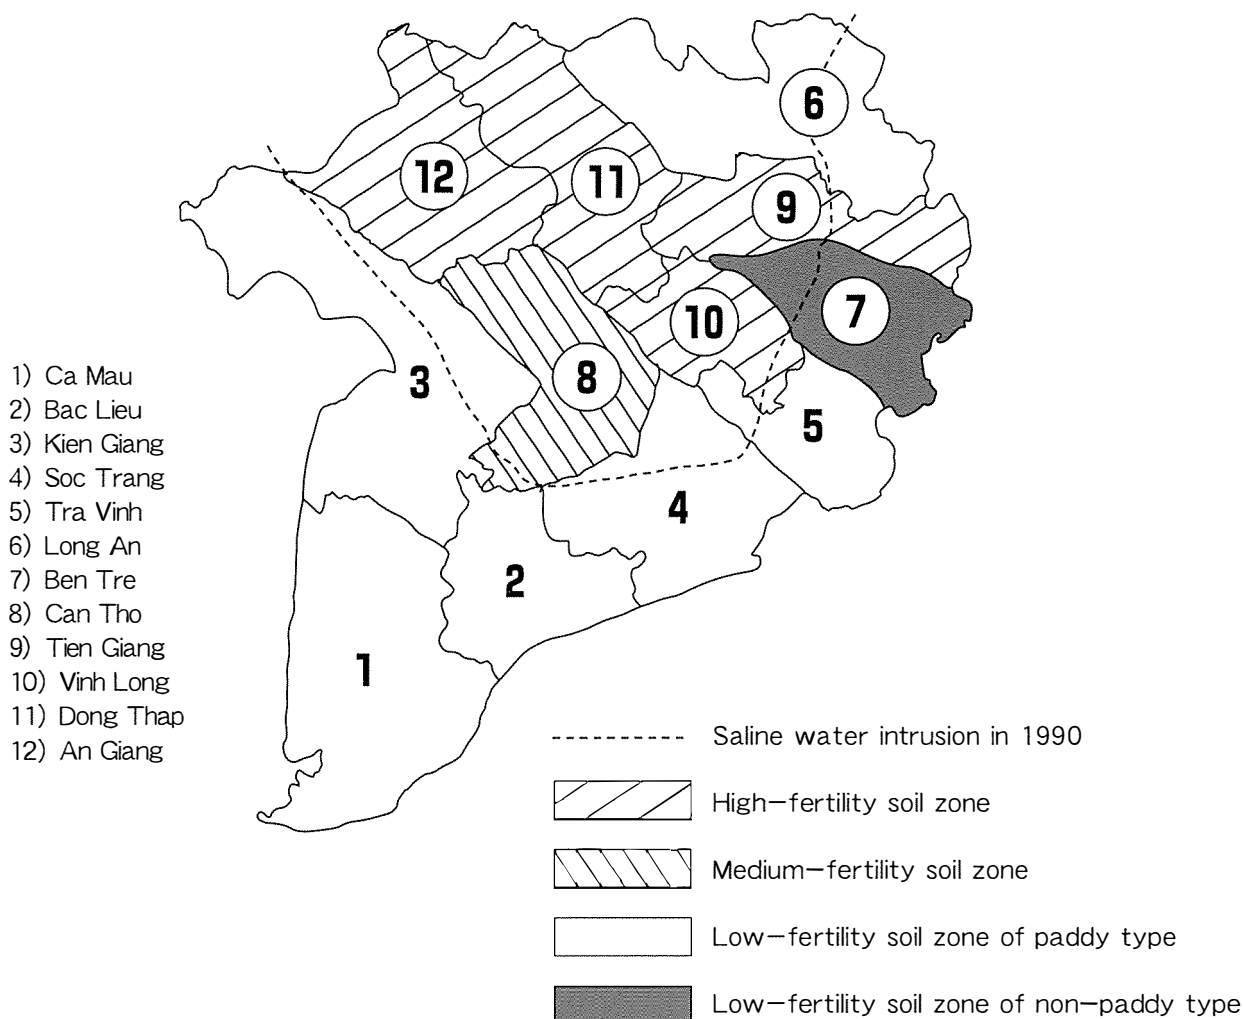 6
12
11
9
7
10
8
3
5
4
2
1
1) Ca Mau
2) Bac Lieu
3) Kien Giang
4) Soc Trang
5) Tra Vinh
6) Long An
7) Ben Tre
8) Can Tho
9) Tien Giang
10) Vinh Long
11) Dong Thap
12) An Giang
Saline water intrusion in 1990
High-fertility soil zone
Medium-fertility soil zone
Low-fertility soil zone of paddy type
Low-fertility soil zone of non-paddy type